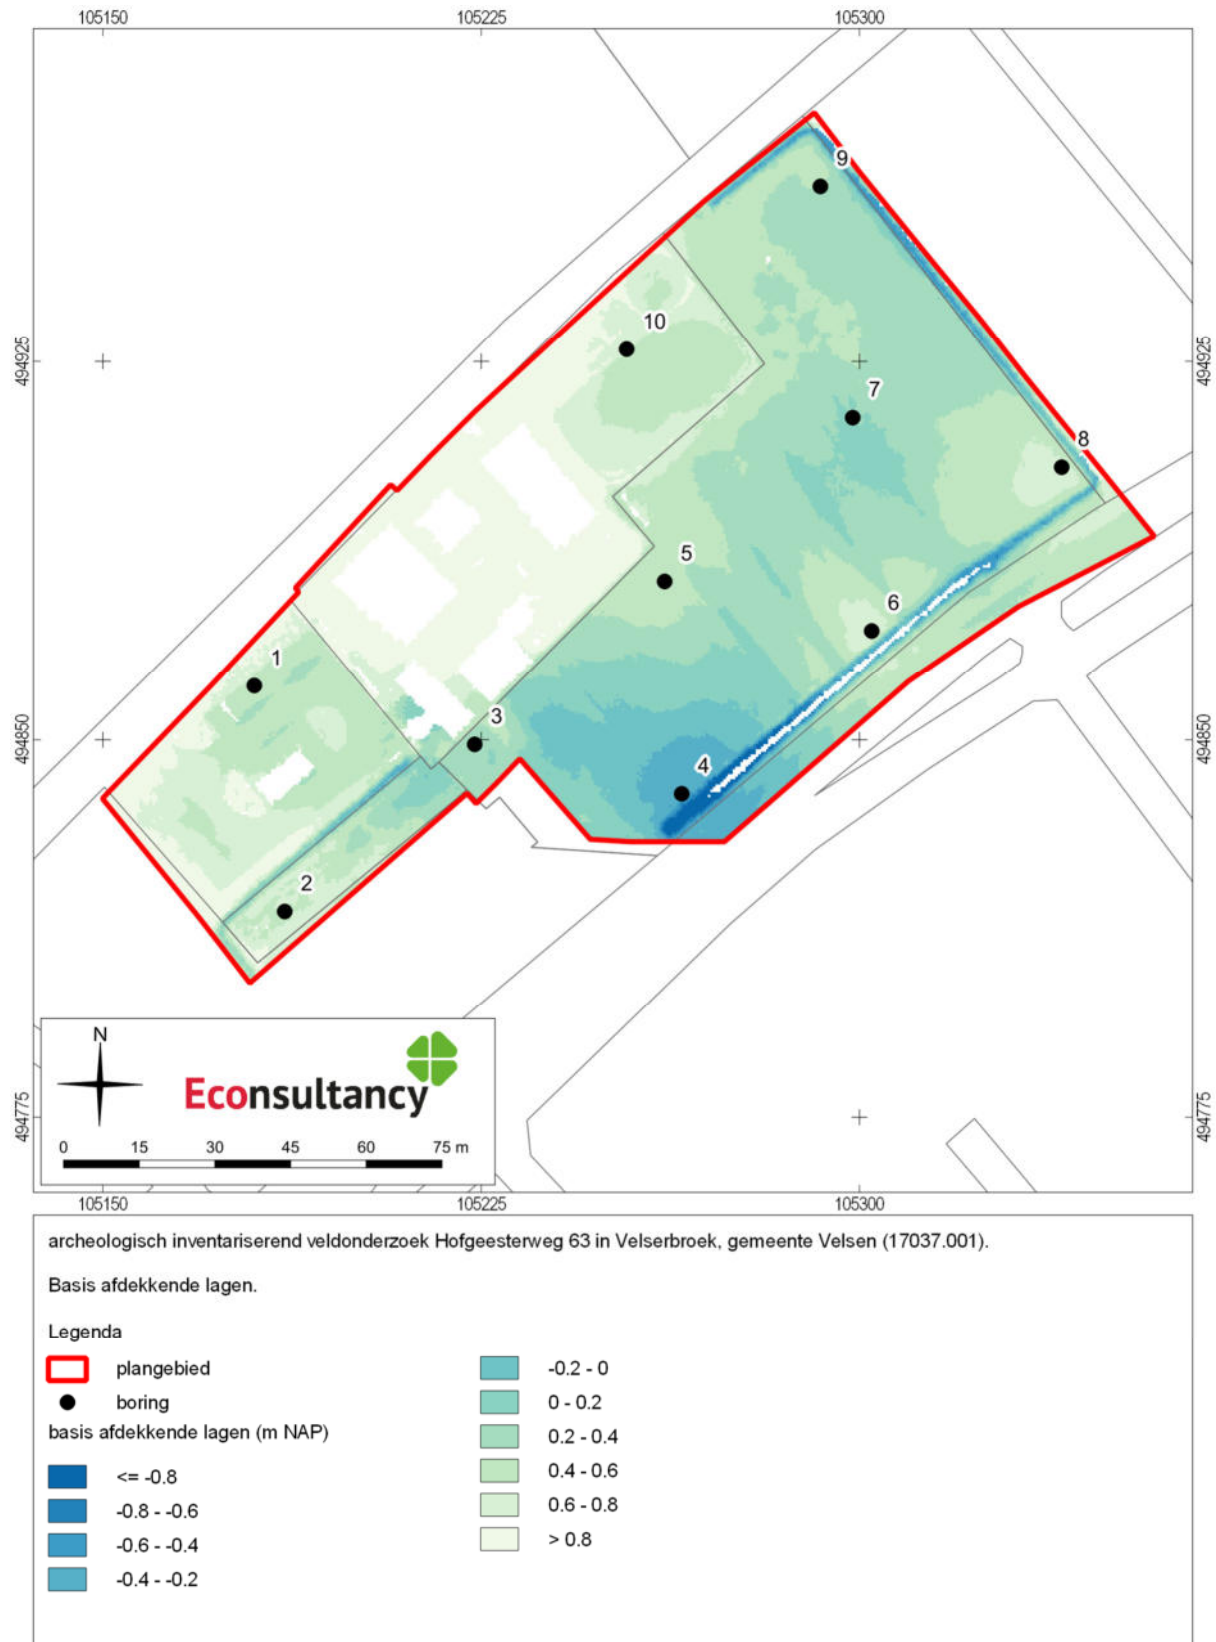 105150 105225 105300
9
10
494925 494925
7
8
5
6
1
3
494850 494850
4
2
N
Econsultancy
494775 494775
0 15 30 45 60 75 m
105150 105225 105300
archeologisch inventariserend veldonderzoek Hofgeesterweg 63 in Velserbroek, gemeente Velsen (17037.001).
Basis afdekkende lagen.
Legenda
plangebied
boring
basis afdekkende lagen (m NAP)
<= -0.8
-0.8 - -0.6
-0.6 - -0.4
-0.4 - -0.2
-0.2 - 0
0 - 0.2
0.2 - 0.4
0.4 - 0.6
0.6 - 0.8
> 0.8